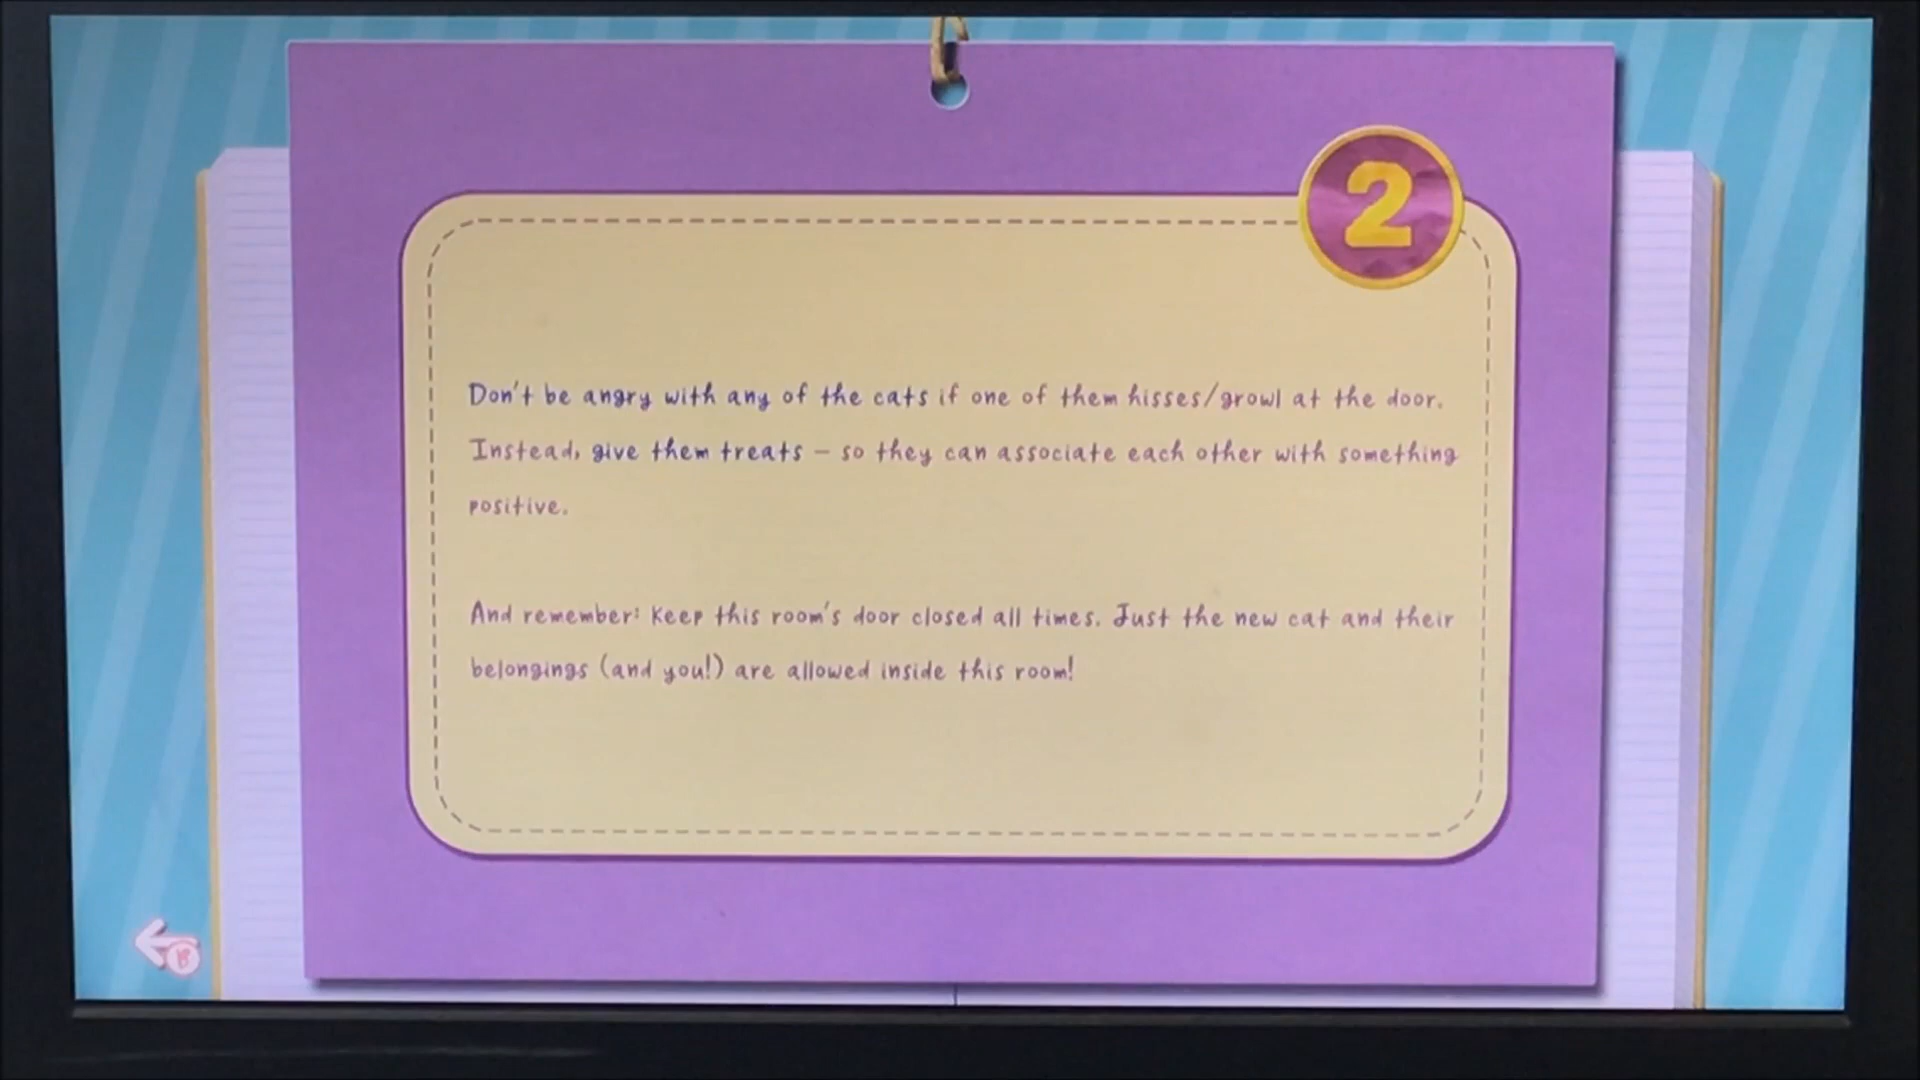 2
Don't be angry with any of the cats if one of them hisses/growl at the door.
Instead, give them treats – so they can associate each other with something
positive.
And remember: Keep this room's door closed all times. Just the new cat and their
belongings (and you!) are allowed inside this room!
B